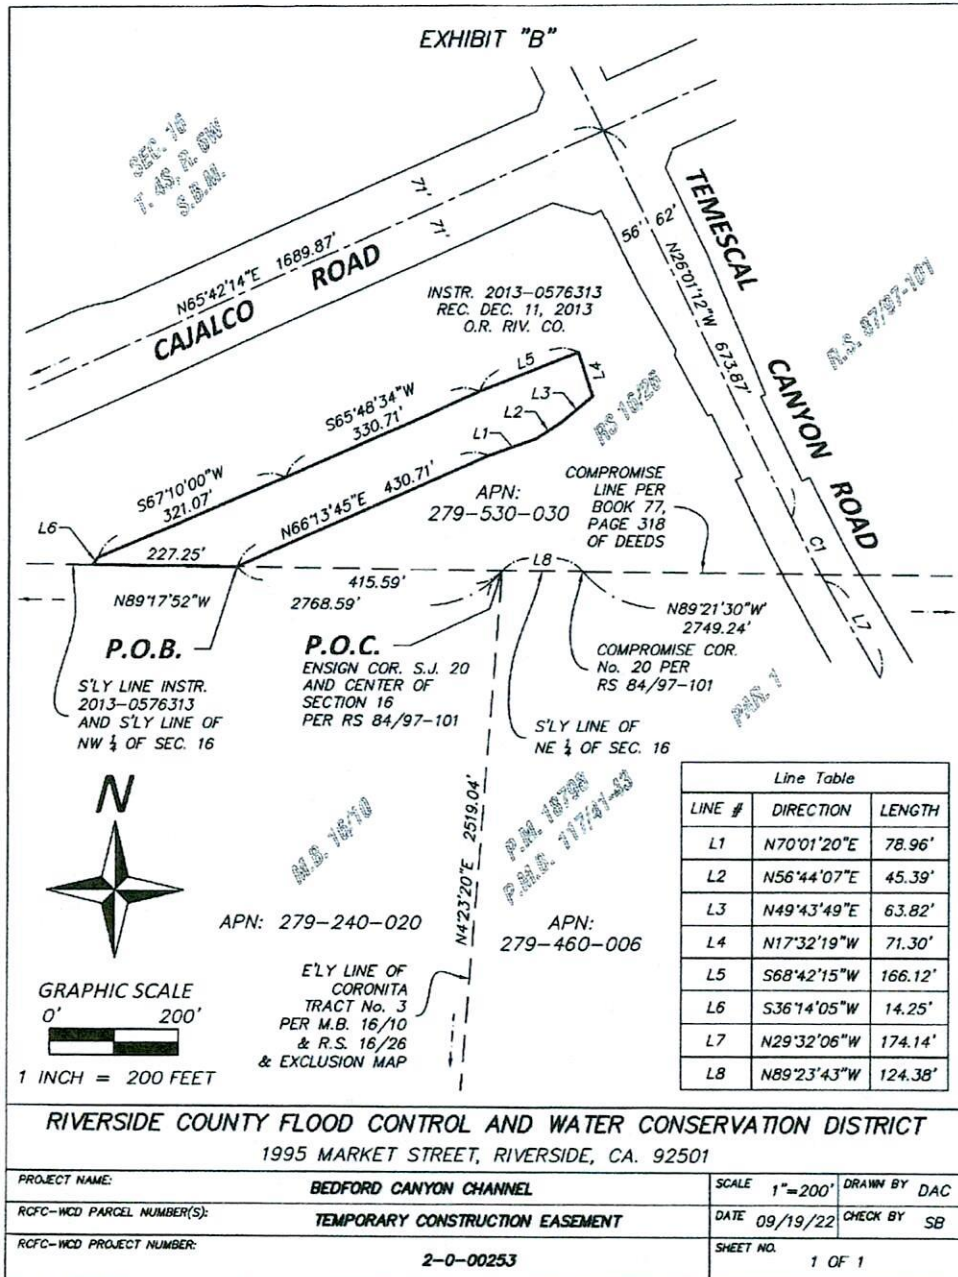 EXHIBIT "B"
SEC. 16
T. 4S, R. 6W
S.B.M.
71'
71'
N65°42'14"E 1689.87'
CAJALCO ROAD
56' 62'
TEMESCAL CANYON ROAD
N26°01'12"W 673.87'
R.S. 87/97-101
INSTR. 2013-0576313
REC. DEC. 11, 2013
O.R. RIV. CO.
L5
L4
L3
L2
L1
RS 16/26
S65°48'34"W
330.71'
S67°10'00"W
321.07'
N66°13'45"E 430.71'
L6
APN:
279-530-030
COMPROMISE
LINE PER
BOOK 77,
PAGE 318
OF DEEDS
C1
227.25'
L8
415.59'
N89°17'52"W
2768.59'
N89°21'30"W
2749.24'
L7
P.O.B.
P.O.C.
ENSIGN COR. S.J. 20
AND CENTER OF
SECTION 16
PER RS 84/97-101
COMPROMISE COR.
No. 20 PER
RS 84/97-101
S'LY LINE INSTR.
2013-0576313
AND S'LY LINE OF
NW ¼ OF SEC. 16
S'LY LINE OF
NE ¼ OF SEC. 16
PAR. 1
N
M.B. 16/10
P.M. 18798
P.M.B. 117/41-43
N4°23'20"E 2519.04'
APN: 279-240-020
APN:
279-460-006
E'LY LINE OF
CORONITA
TRACT No. 3
PER M.B. 16/10
& R.S. 16/26
& EXCLUSION MAP
GRAPHIC SCALE
0' 200'
1 INCH = 200 FEET
Line Table
LINE # DIRECTION LENGTH
L1 N70°01'20"E 78.96'
L2 N56°44'07"E 45.39'
L3 N49°43'49"E 63.82'
L4 N17°32'19"W 71.30'
L5 S68°42'15"W 166.12'
L6 S36°14'05"W 14.25'
L7 N29°32'06"W 174.14'
L8 N89°23'43"W 124.38'
RIVERSIDE COUNTY FLOOD CONTROL AND WATER CONSERVATION DISTRICT
1995 MARKET STREET, RIVERSIDE, CA. 92501
PROJECT NAME: BEDFORD CANYON CHANNEL
SCALE 1"=200' DRAWN BY DAC
RCFC-WCD PARCEL NUMBER(S): TEMPORARY CONSTRUCTION EASEMENT
DATE 09/19/22 CHECK BY SB
RCFC-WCD PROJECT NUMBER: 2-0-00253
SHEET NO. 1 OF 1